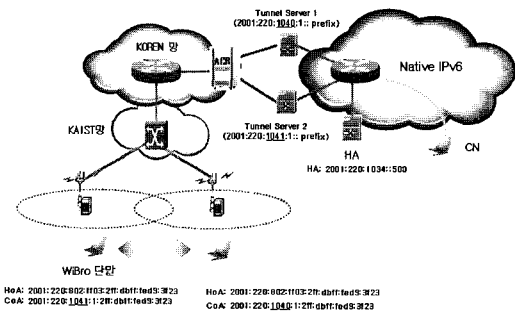 Tunnel Server 1
(2001:220:1040:1:: prefix)
KOREN 망
ACR
Native IPv6
KAIST망
Tunnel Server 2
(2001:220:1041:1:: prefix)
HA
CN
HA: 2001:220:1034::500
WiBro 단말
HoA: 2001:220:802:ff03:2ff:dbff:fed9:3f23
CoA: 2001:220:1041:1:2ff:dbff:fed9:3f23
HoA: 2001:220:802:ff03:2ff:dbff:fed9:3f23
CoA: 2001:220:1040:1:2ff:dbff:fed9:3f23